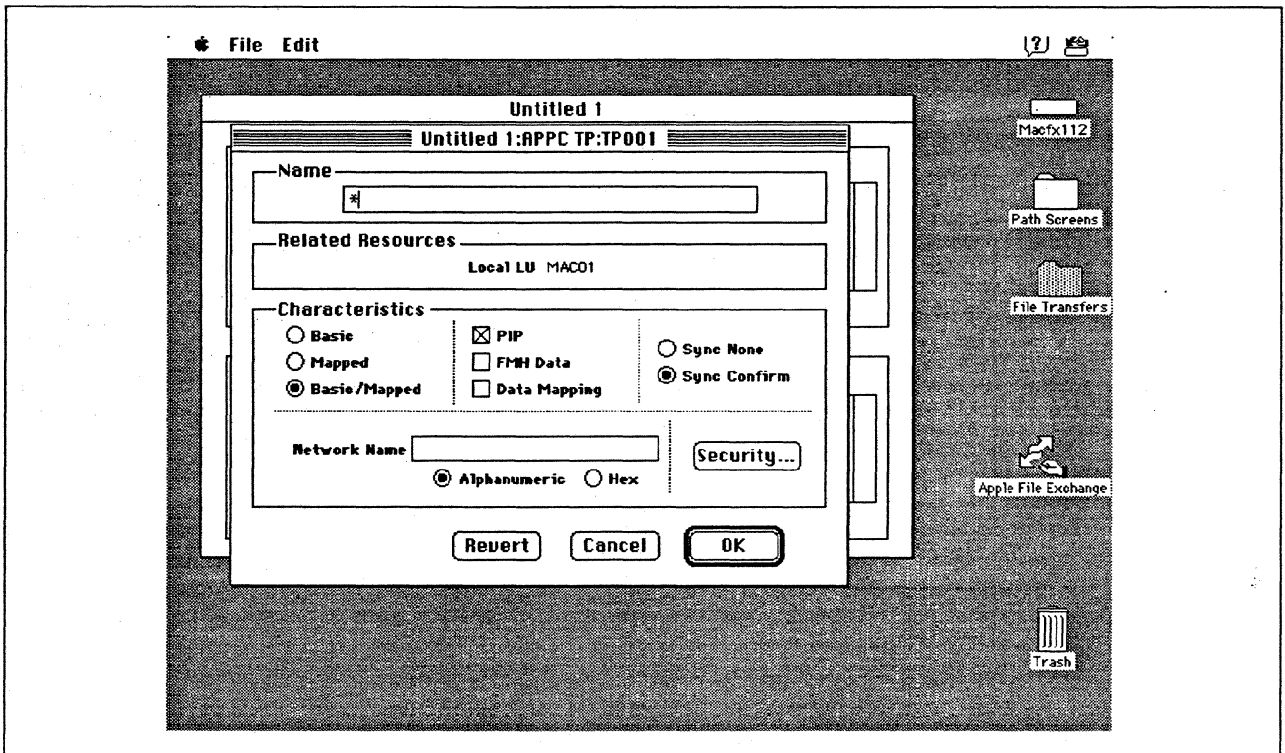 File Edit
Untitled 1
Untitled 1:APPC TP:TP001
Name
*
Related Resources
Local LU MAC01
Characteristics
Basic
Mapped
Basic/Mapped
PIP
FMH Data
Data Mapping
Sync None
Sync Confirm
Network Name
Alphanumeric Hex
Security...
Revert Cancel OK
Macfx112
Path Screens
File Transfers
Apple File Exchange
Trash